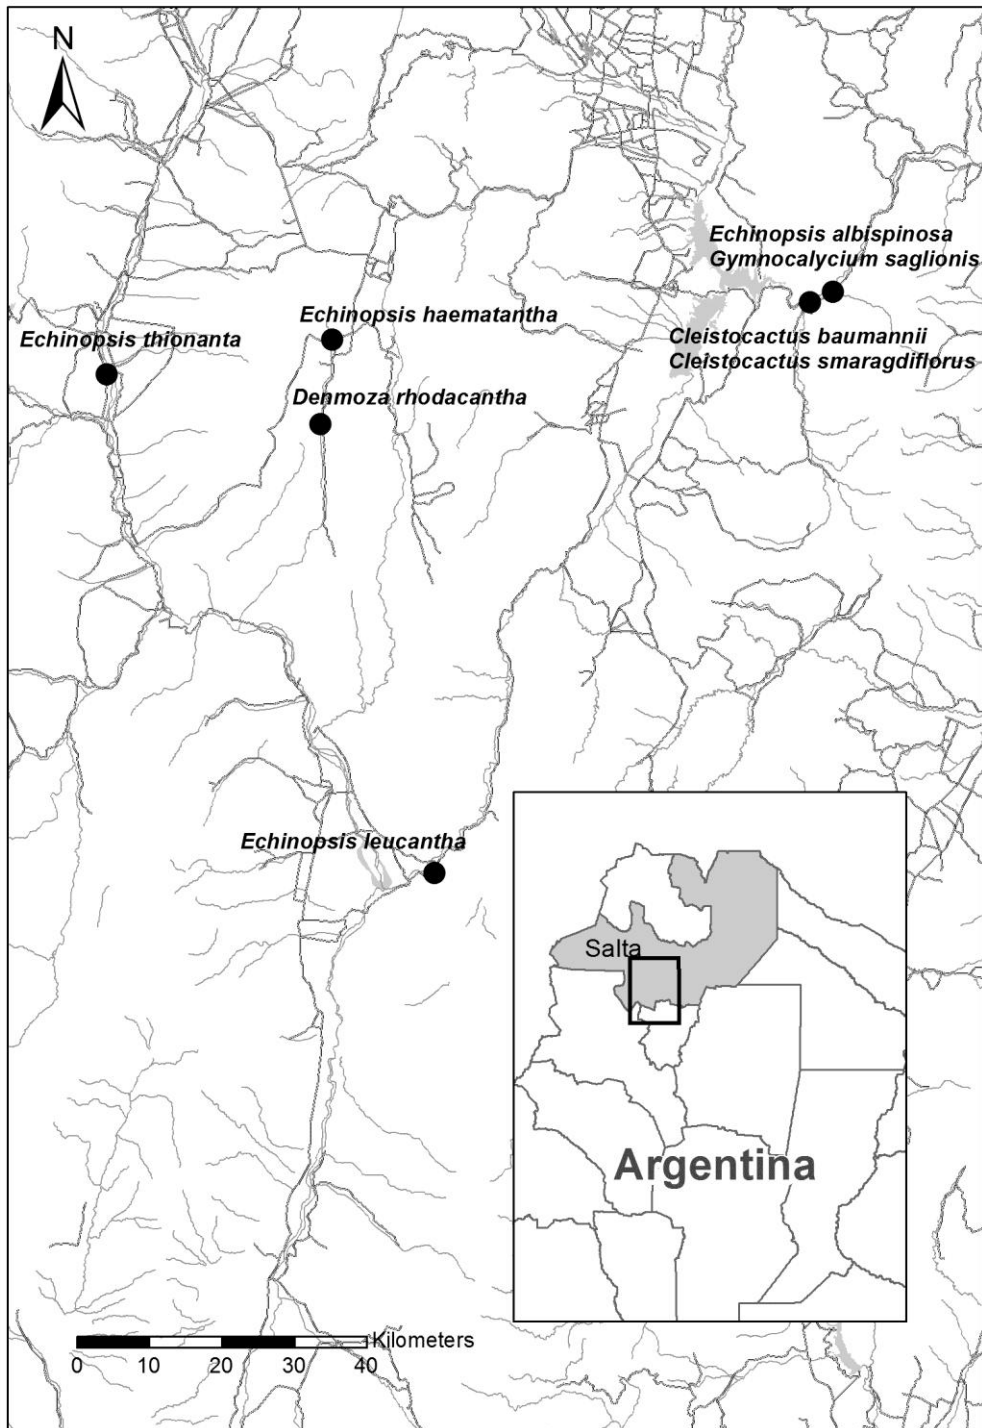 N
Echinopsis albispinosa
Gymnocalycium saglionis
Echinopsis haematantha
Echinopsis thionanta
Cleistocactus baumannii
Cleistocactus smaragdiflorus
Denmoza rhodacantha
Echinopsis leucantha
Salta
Argentina
Kilometers
0 10 20 30 40